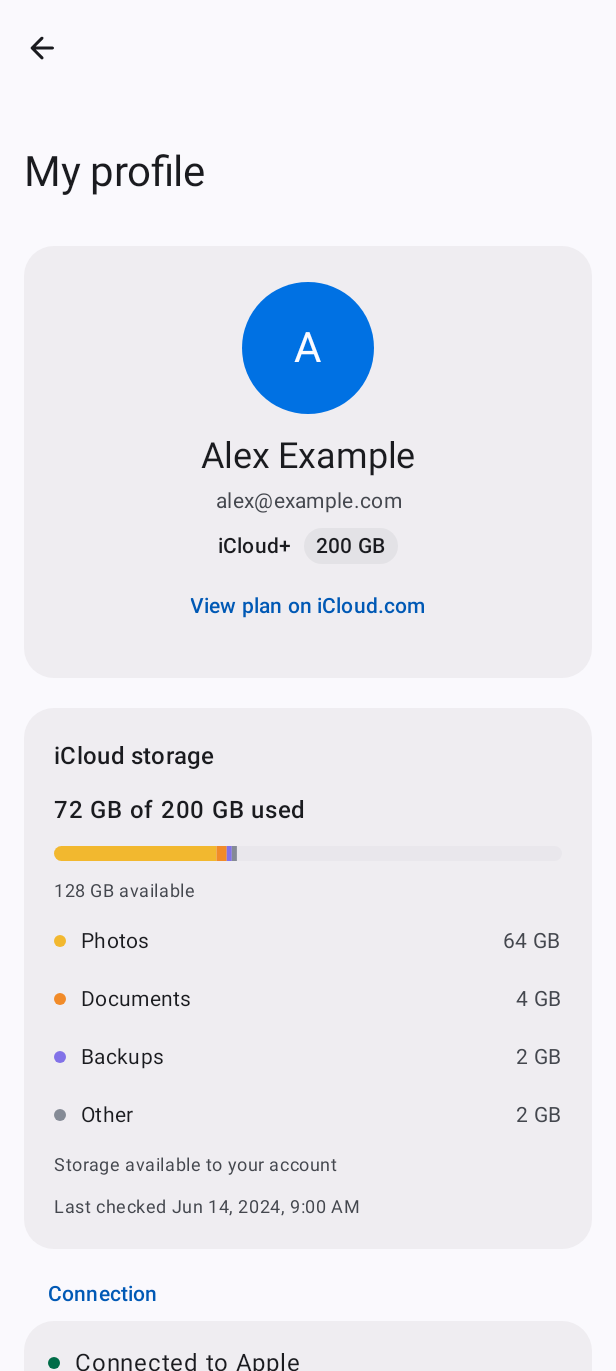 My profile
A
Alex Example
alex@example.com
iCloud+ 200 GB
View plan on iCloud.com
iCloud storage
72 GB of 200 GB used
128 GB available
Photos 64 GB
Documents 4 GB
Backups 2 GB
Other 2 GB
Storage available to your account
Last checked Jun 14, 2024, 9:00 AM
Connection
Connected to Apple